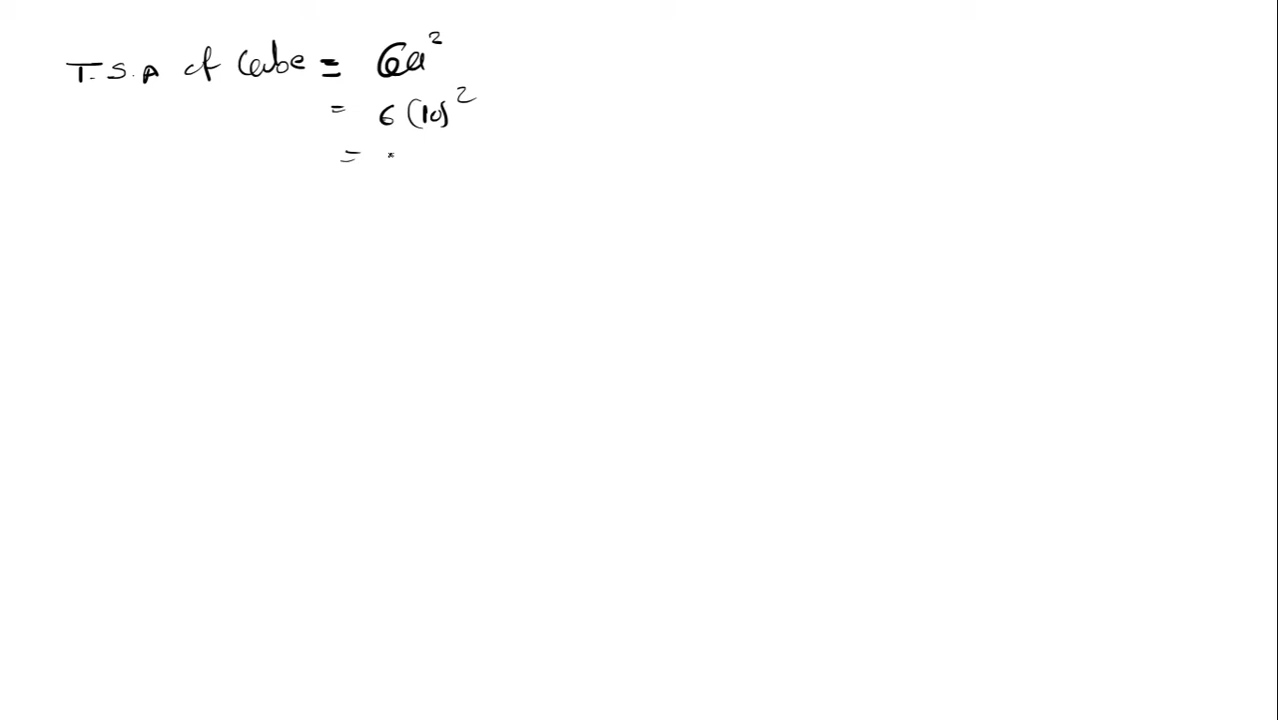 T.S.A of Cube = 6a²
= 6 (10)²
=